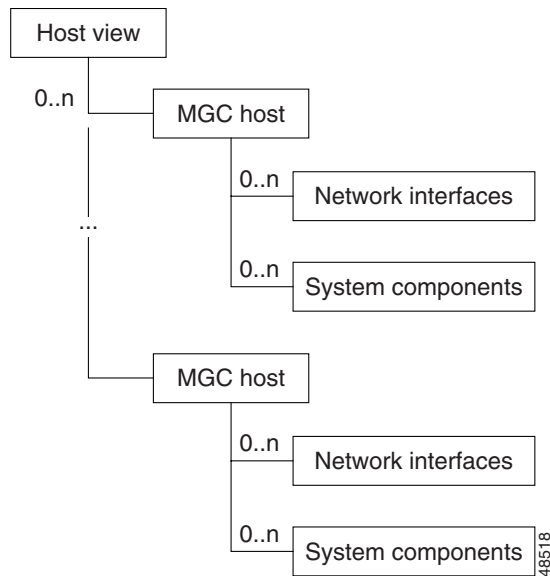 Host view
0..n
MGC host
0..n
Network interfaces
...
0..n
System components
MGC host
0..n
Network interfaces
0..n
System components
48518